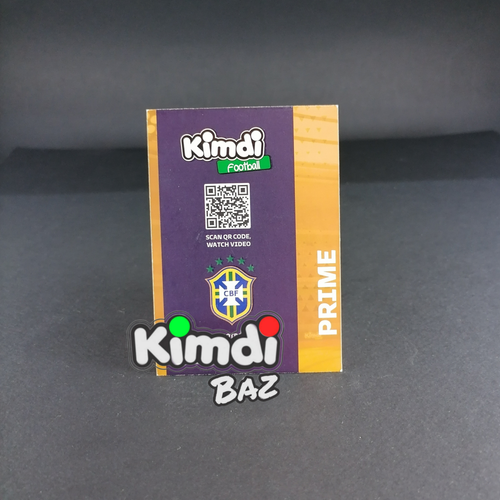 Kimdi
Football
SCAN QR CODE,
WATCH VIDEO
CBF
PRIME
Kimdi
BAZ